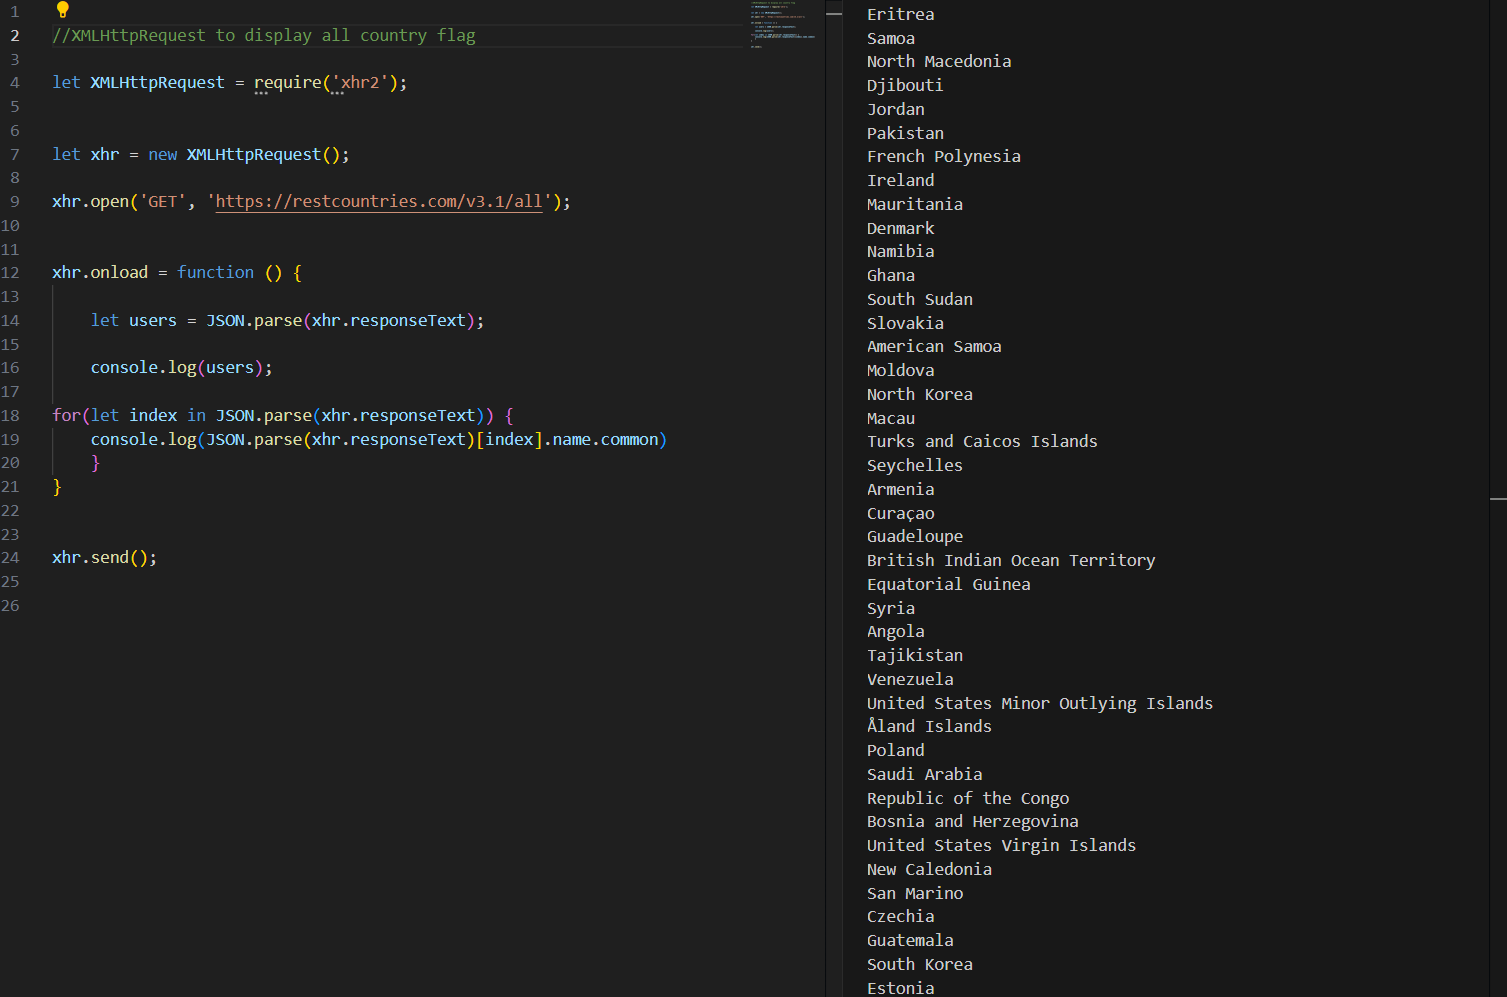 1
2 //XMLHttpRequest to display all country flag
3
4 let XMLHttpRequest = require('xhr2');
5
6
7 let xhr = new XMLHttpRequest();
8
9 xhr.open('GET', 'https://restcountries.com/v3.1/all');
10
11
12 xhr.onload = function () {
13
14 let users = JSON.parse(xhr.responseText);
15
16 console.log(users);
17
18 for(let index in JSON.parse(xhr.responseText)) {
19 console.log(JSON.parse(xhr.responseText)[index].name.common)
20 }
21 }
22
23
24 xhr.send();
25
26
Eritrea
Samoa
North Macedonia
Djibouti
Jordan
Pakistan
French Polynesia
Ireland
Mauritania
Denmark
Namibia
Ghana
South Sudan
Slovakia
American Samoa
Moldova
North Korea
Macau
Turks and Caicos Islands
Seychelles
Armenia
Curaçao
Guadeloupe
British Indian Ocean Territory
Equatorial Guinea
Syria
Angola
Tajikistan
Venezuela
United States Minor Outlying Islands
Åland Islands
Poland
Saudi Arabia
Republic of the Congo
Bosnia and Herzegovina
United States Virgin Islands
New Caledonia
San Marino
Czechia
Guatemala
South Korea
Estonia